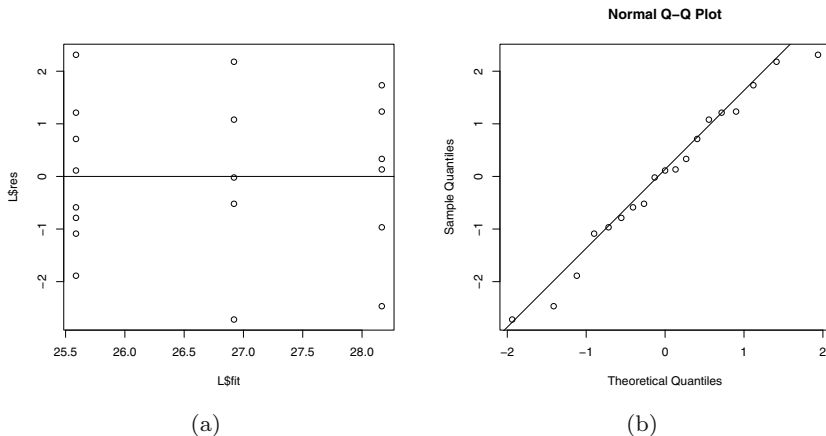 L$res
2
1
0
−1
−2
25.5 26.0 26.5 27.0 27.5 28.0
L$fit
(a)
Normal Q−Q Plot
Sample Quantiles
2
1
0
−1
−2
−2 −1 0 1 2
Theoretical Quantiles
(b)